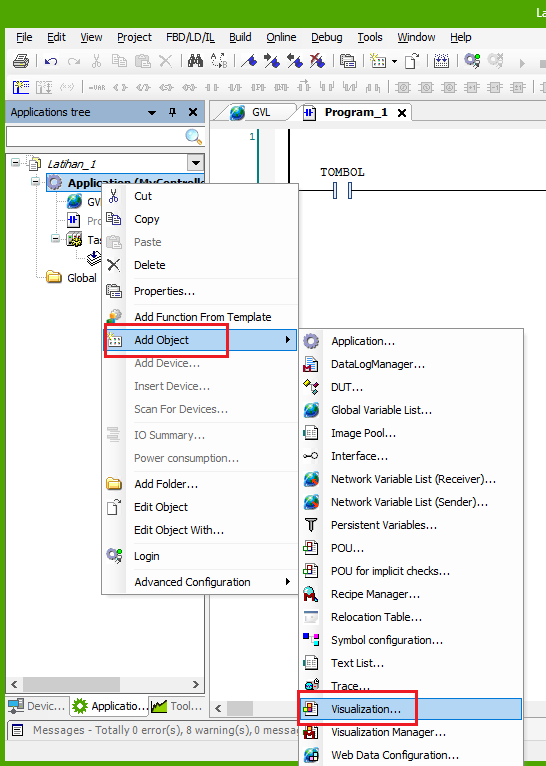 La
File Edit View Project FBD/LD/IL Build Online Debug Tools Window Help
Applications tree
GVL
Program_1
1
Latihan_1
Application (MyControlle
TOMBOL
GV
Pro
Tas
Global
Cut
Copy
Paste
Delete
Properties...
Add Function From Template
Add Object
Add Device...
Insert Device...
Scan For Devices...
IO Summary...
Power consumption...
Add Folder...
Edit Object
Edit Object With...
Login
Advanced Configuration
Application...
DataLogManager...
DUT...
Global Variable List...
Image Pool...
Interface...
Network Variable List (Receiver)...
Network Variable List (Sender)...
Persistent Variables...
POU...
POU for implicit checks...
Recipe Manager...
Relocation Table...
Symbol configuration...
Text List...
Trace...
Visualization...
Visualization Manager...
Web Data Configuration...
Devic...
Applicatio...
Tool...
Messages - Totally 0 error(s), 8 warning(s), 0 messa